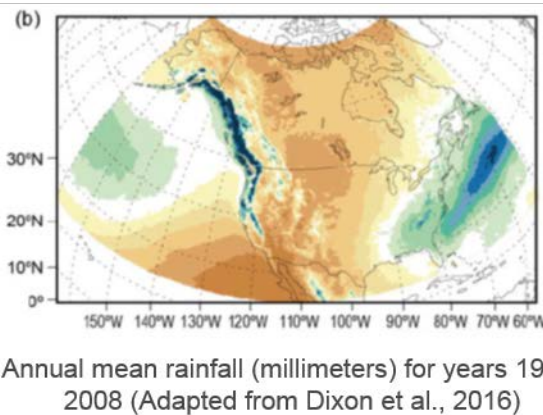 (b)
30°N
20°N
10°N
0°
150°W 140°W 130°W 120°W 110°W 100°W 90°W 80°W 70°W 60°W
Annual mean rainfall (millimeters) for years 19
2008 (Adapted from Dixon et al., 2016)